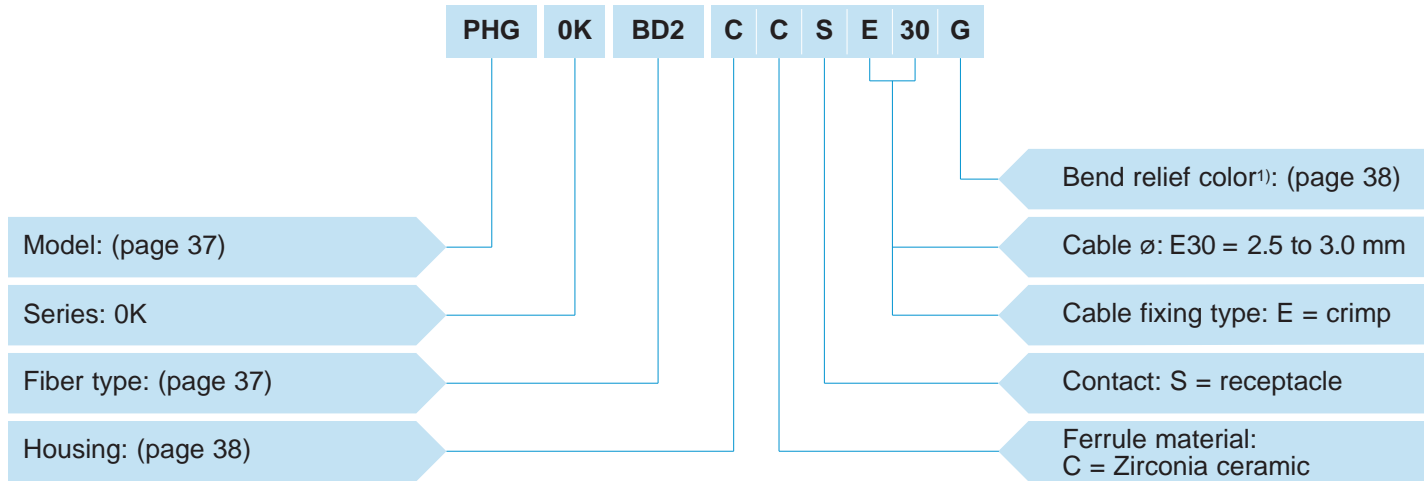 PHG 0K BD2 C C S E 30 G
Bend relief color1): (page 38)
Model: (page 37)
Cable ø: E30 = 2.5 to 3.0 mm
Series: 0K
Cable fixing type: E = crimp
Fiber type: (page 37)
Contact: S = receptacle
Housing: (page 38)
Ferrule material:
C = Zirconia ceramic